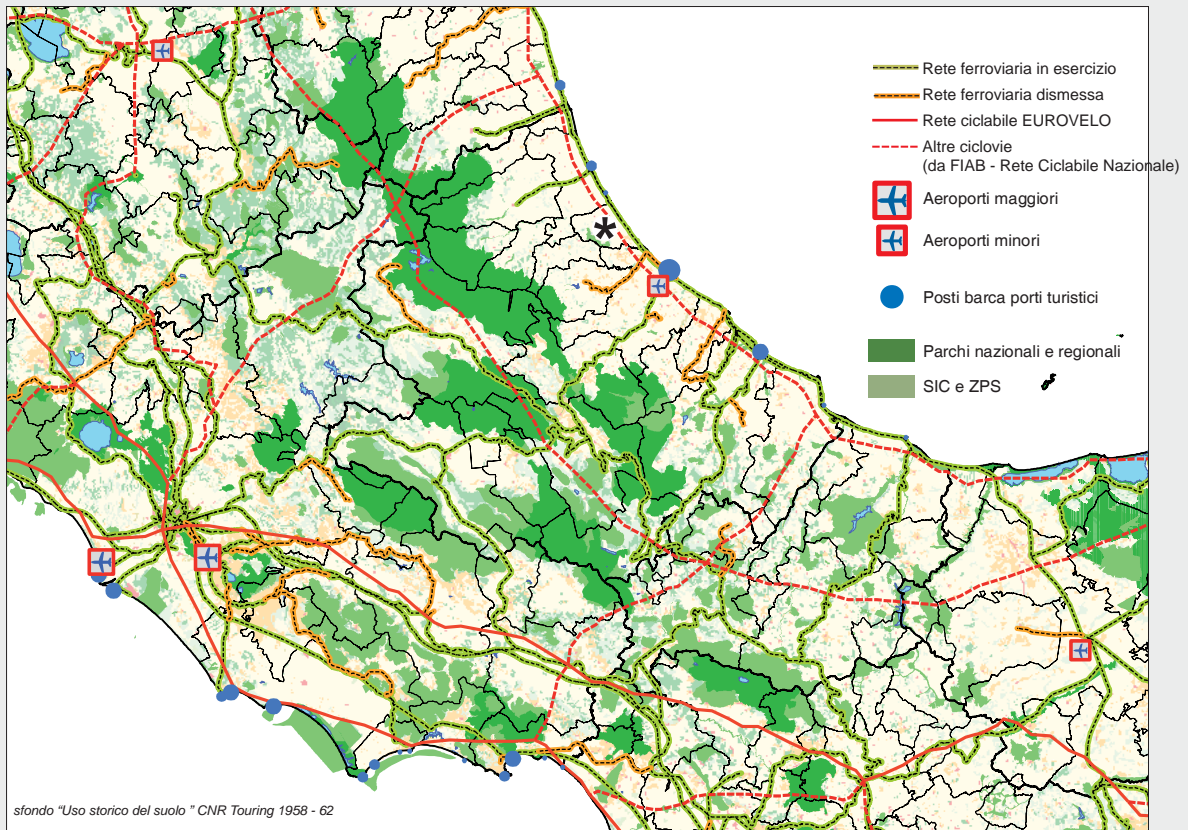 Rete ferroviaria in esercizio
Rete ferroviaria dismessa
Rete ciclabile EUROVELO
Altre ciclovie
(da FIAB - Rete Ciclabile Nazionale)
Aeroporti maggiori
Aeroporti minori
Posti barca porti turistici
Parchi nazionali e regionali
SIC e ZPS
*
sfondo "Uso storico del suolo " CNR Touring 1958 - 62